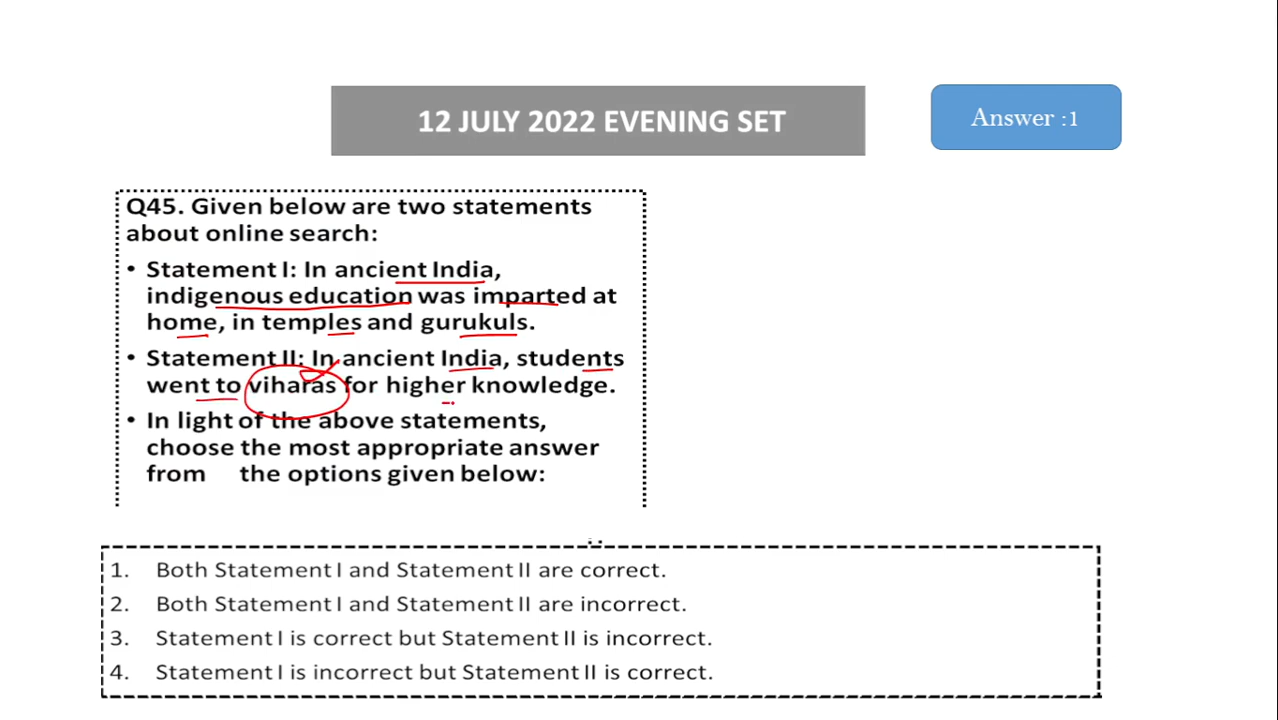 12 JULY 2022 EVENING SET
Answer :1
Q45. Given below are two statements
about online search:
• Statement I: In ancient India,
indigenous education was imparted at
home, in temples and gurukuls.
• Statement II: In ancient India, students
went to viharas for higher knowledge.
• In light of the above statements,
choose the most appropriate answer
from the options given below:
1. Both Statement I and Statement II are correct.
2. Both Statement I and Statement II are incorrect.
3. Statement I is correct but Statement II is incorrect.
4. Statement I is incorrect but Statement II is correct.